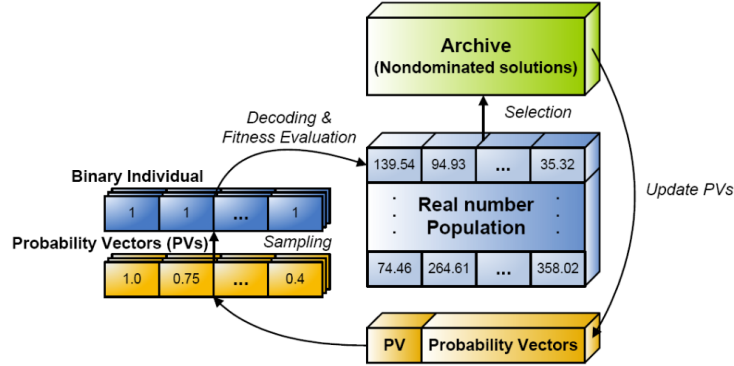 Archive
(Nondominated solutions)
Decoding &
Fitness Evaluation
Selection
139.54 94.93 ... 35.32
Binary Individual
1 1 ... 1
Real number
Population
Update PVs
Probability Vectors (PVs)
Sampling
1.0 0.75 ... 0.4
74.46 264.61 ... 358.02
PV Probability Vectors